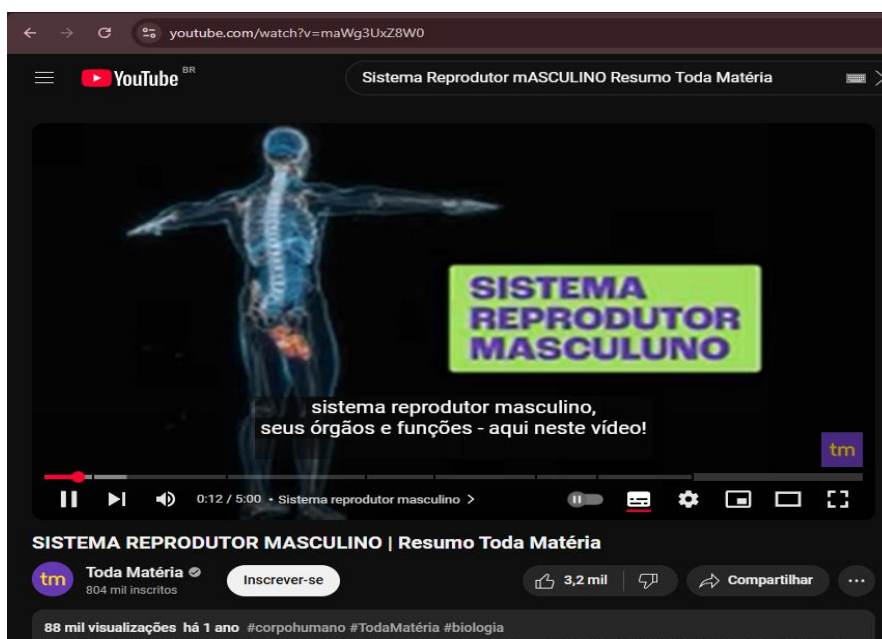 youtube.com/watch?v=maWg3UxZ8W0
YouTube BR
Sistema Reprodutor mASCULINO Resumo Toda Matéria
SISTEMA
REPRODUTOR
MASCULUNO
sistema reprodutor masculino,
seus órgãos e funções - aqui neste vídeo!
tm
0:12 / 5:00 • Sistema reprodutor masculino >
SISTEMA REPRODUTOR MASCULINO | Resumo Toda Matéria
tm
Toda Matéria
804 mil inscritos
Inscrever-se
3,2 mil
Compartilhar
88 mil visualizações há 1 ano #corpohumano #TodaMatéria #biologia